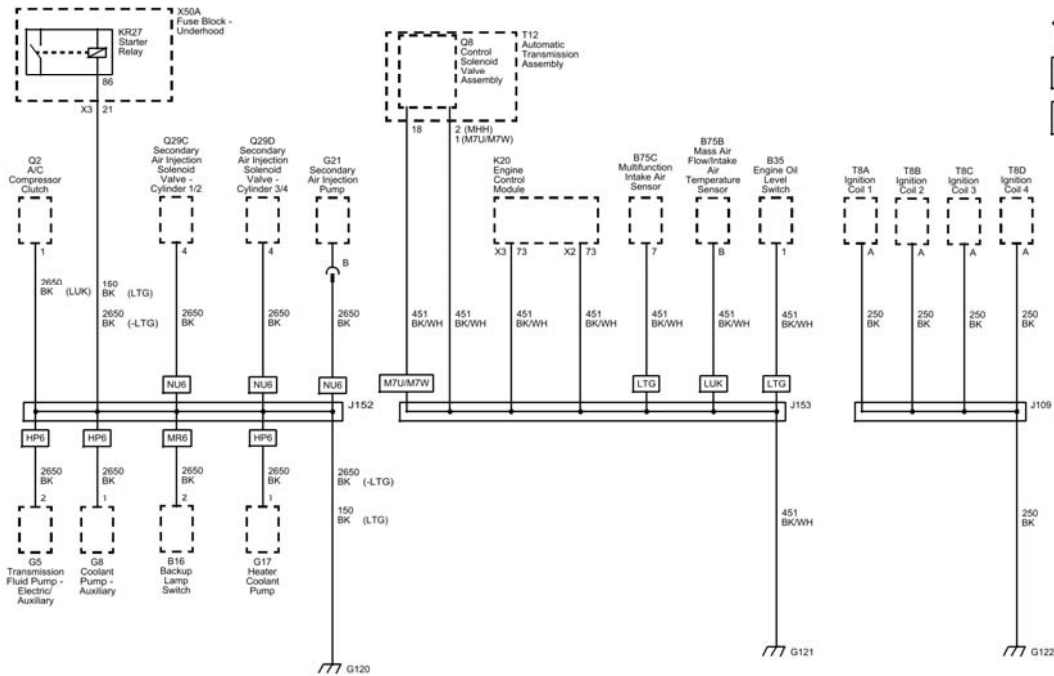 X50A
Fuse Block -
Underhood
KR27
Starter
Relay
86
X3
21
T12
Automatic
Transmission
Assembly
Q8
Control
Solenoid
Valve
Assembly
18
2 (MHH)
1 (M7U/M7W)
Q2
A/C
Compressor
Clutch
1
Q29C
Secondary
Air Injection
Solenoid
Valve -
Cylinder 1/2
4
Q29D
Secondary
Air Injection
Solenoid
Valve -
Cylinder 3/4
4
G21
Secondary
Air Injection
Pump
B
K20
Engine
Control
Module
X3
73
X2
73
B75C
Multifunction
Intake Air
Sensor
7
B75B
Mass Air
Flow/Intake
Air
Temperature
Sensor
B
B35
Engine Oil
Level
Switch
1
T8A
Ignition
Coil 1
A
T8B
Ignition
Coil 2
A
T8C
Ignition
Coil 3
A
T8D
Ignition
Coil 4
A
2650
BK (LUK)
150
BK (LTG)
2650
BK (-LTG)
2650
BK
2650
BK
2650
BK
451
BK/WH
451
BK/WH
451
BK/WH
451
BK/WH
451
BK/WH
451
BK/WH
451
BK/WH
250
BK
250
BK
250
BK
250
BK
NU6
NU6
NU6
M7U/M7W
LTG
LUK
LTG
J152
J153
J109
HP6
HP6
MR6
HP6
2650
BK
2650
BK
2650
BK
2650
BK
2650
BK (-LTG)
150
BK (LTG)
451
BK/WH
250
BK
2
1
2
1
G5
Transmission
Fluid Pump -
Electric/
Auxiliary
G8
Coolant
Pump -
Auxiliary
B16
Backup
Lamp
Switch
G17
Heater
Coolant
Pump
G120
G121
G122